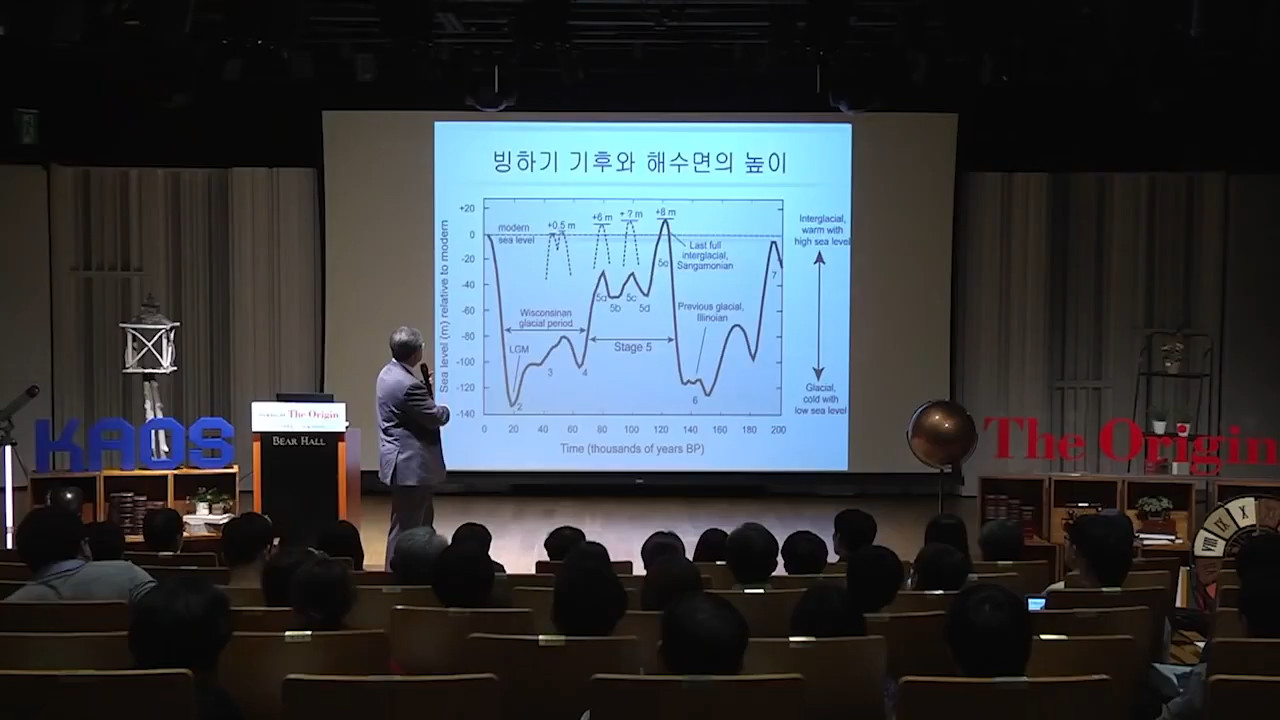 빙하기 기후와 해수면의 높이
+20
0
-20
-40
-60
-80
-100
-120
-140
Sea level (m) relative to modern
modern
sea level
+0.5 m
+6 m
+ ? m
+8 m
Last full
interglacial,
Sangamonian
5e
5a
5b
5c
5d
7
Previous glacial,
Illinoian
Wisconsinan
glacial period
Stage 5
LGM
2
3
4
6
0 20 40 60 80 100 120 140 160 180 200
Time (thousands of years BP)
Interglacial,
warm with
high sea level
Glacial,
cold with
low sea level
KAOS
The Origin
BEAR HALL
The Origin
VIII IX X